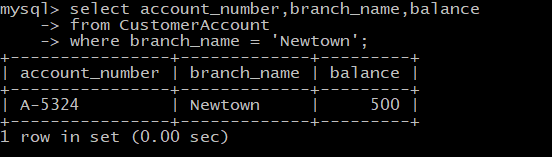 mysql> select account_number,branch_name,balance
    -> from CustomerAccount
    -> where branch_name = 'Newtown';
+----------------+-------------+---------+
| account_number | branch_name | balance |
+----------------+-------------+---------+
| A-5324         | Newtown     |     500 |
+----------------+-------------+---------+
1 row in set (0.00 sec)